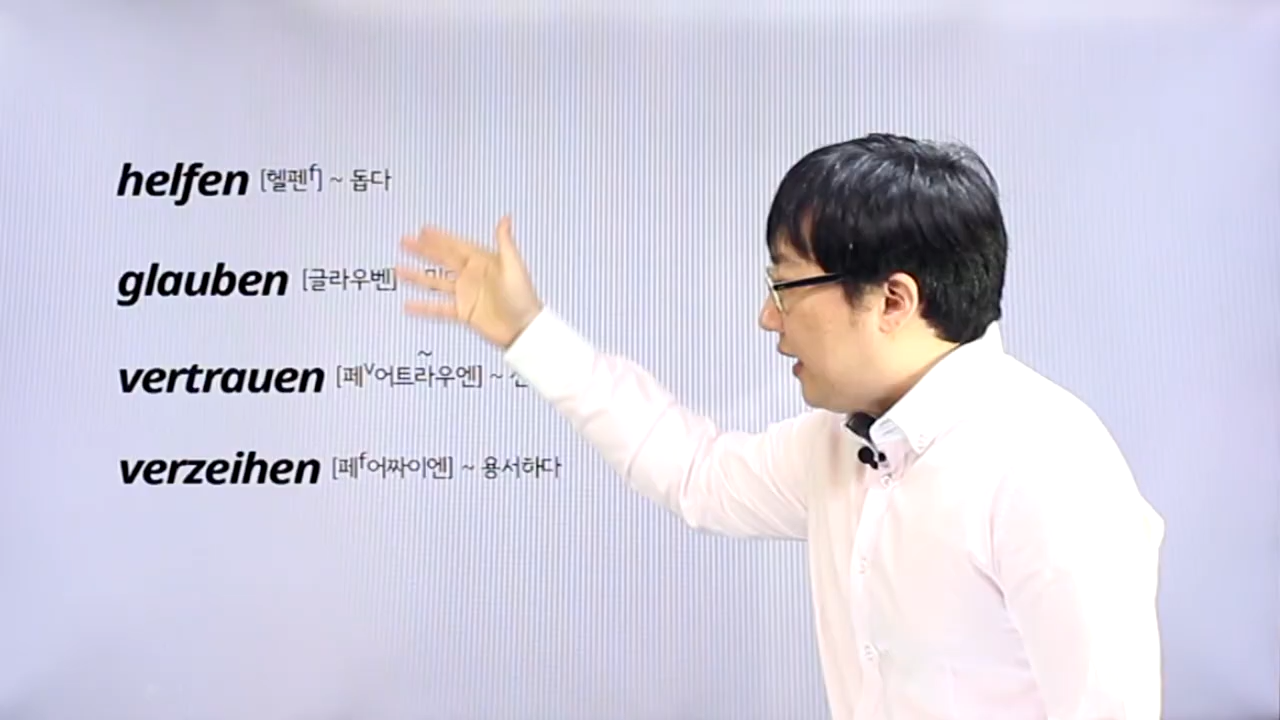 helfen [헬펜f] ~ 돕다
glauben [글라우벤]
vertrauen [페v어트라우엔] ~
verzeihen [페f어짜이엔] ~ 용서하다